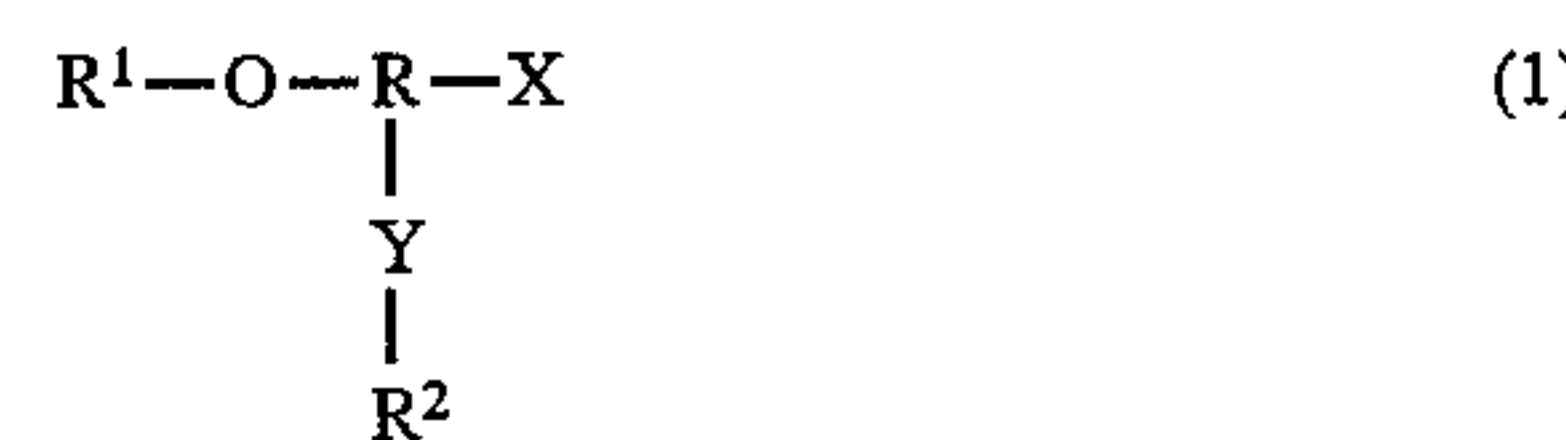 R¹—O—R—X (1)
|
Y
|
R²